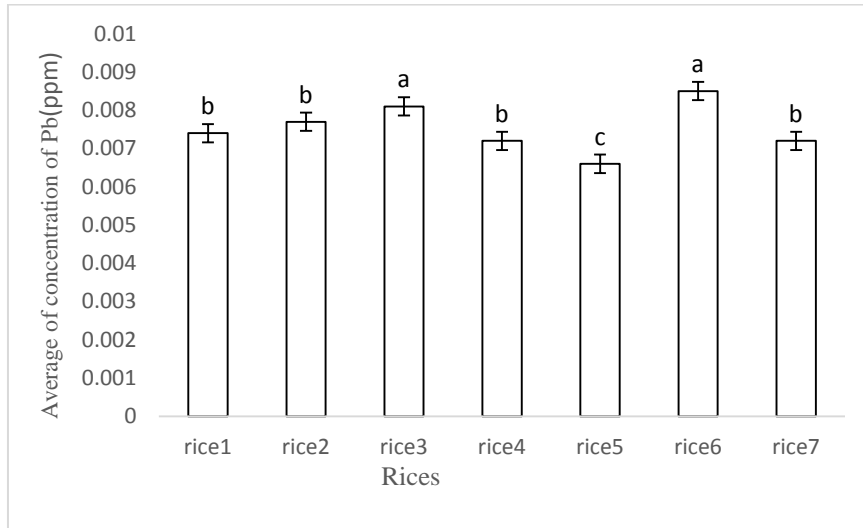 Average of concentration of Pb(ppm)
0.01
0.009
0.008
0.007
0.006
0.005
0.004
0.003
0.002
0.001
0
b
b
a
b
c
a
b
rice1 rice2 rice3 rice4 rice5 rice6 rice7
Rices